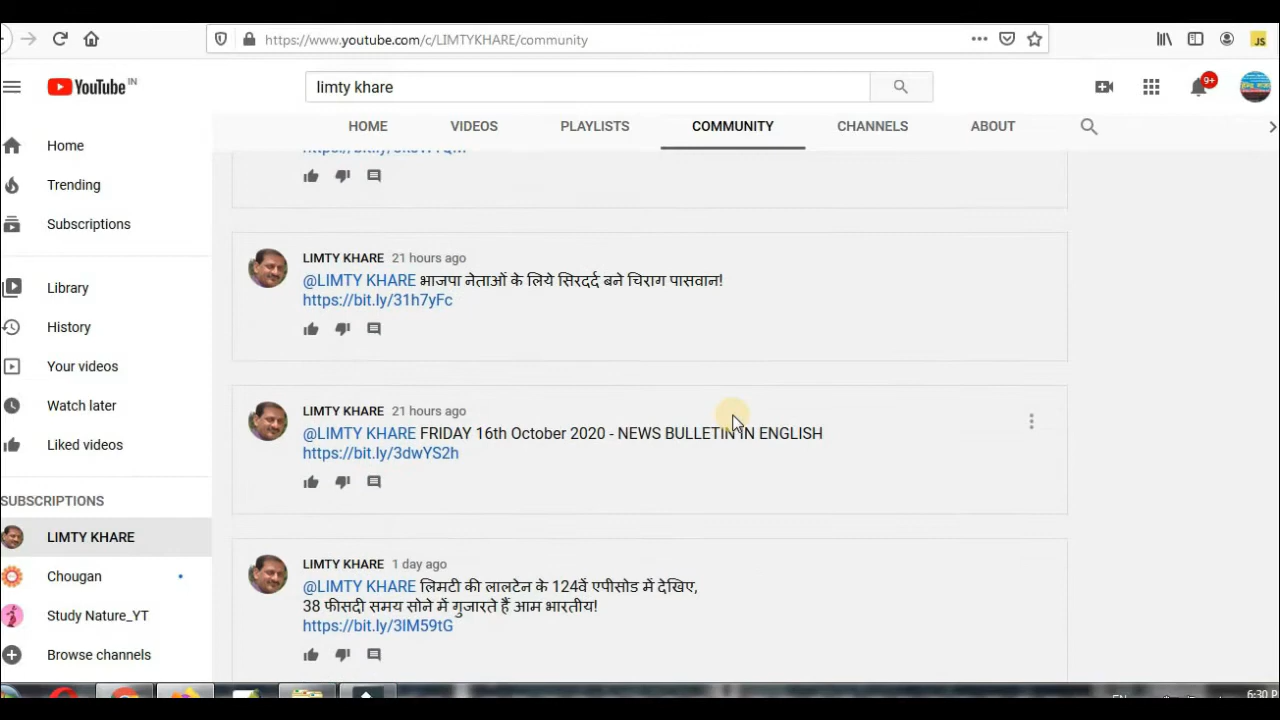 https://www.youtube.com/c/LIMTYKHARE/community
JS
YouTube IN
limty khare
9+
HOME VIDEOS PLAYLISTS COMMUNITY CHANNELS ABOUT
Home
Trending
Subscriptions
Library
History
Your videos
Watch later
Liked videos
SUBSCRIPTIONS
LIMTY KHARE
Chougan
Study Nature_YT
Browse channels
LIMTY KHARE 21 hours ago
@LIMTY KHARE भाजपा नेताओं के लिये सिरदर्द बने चिराग पासवान!
https://bit.ly/31h7yFc
LIMTY KHARE 21 hours ago
@LIMTY KHARE FRIDAY 16th October 2020 - NEWS BULLETIN IN ENGLISH
https://bit.ly/3dwYS2h
LIMTY KHARE 1 day ago
@LIMTY KHARE लिमटी की लालटेन के 124वें एपीसोड में देखिए,
38 फीसदी समय सोने में गुजारते हैं आम भारतीय!
https://bit.ly/3lM59tG
6:30 P